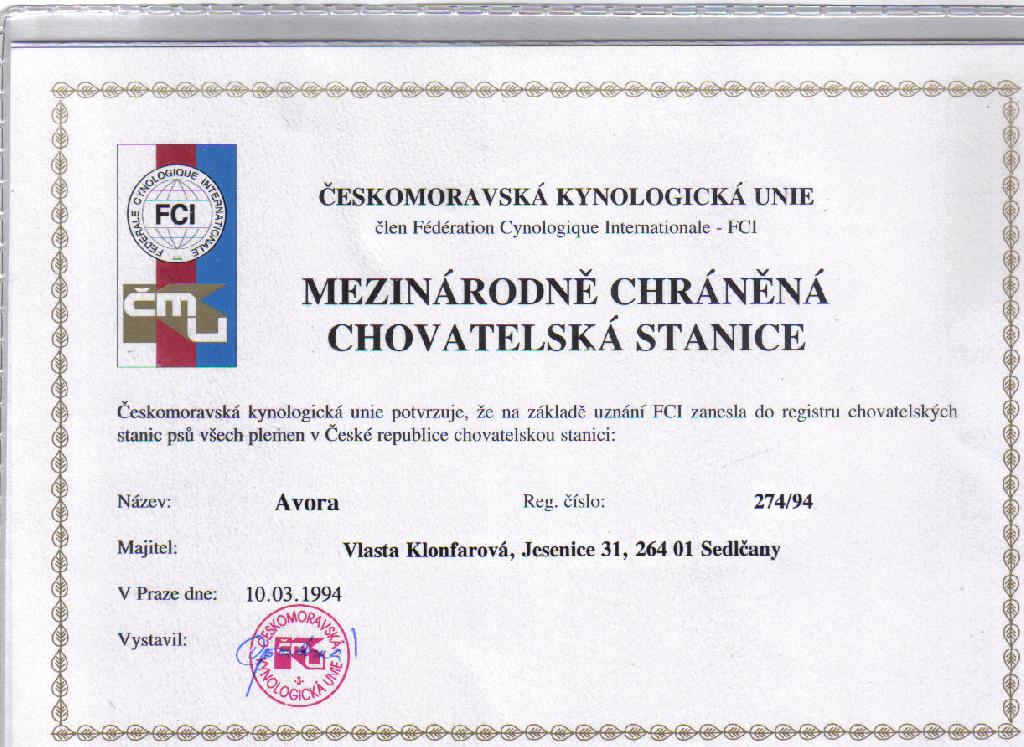 FÉDÉRALE CYNOLOGIQUE INTERNATIONALE
FCI
čmu
ČESKOMORAVSKÁ KYNOLOGICKÁ UNIE
člen Fédération Cynologique Internationale - FCI
MEZINÁRODNĚ CHRÁNĚNÁ
CHOVATELSKÁ STANICE
Českomoravská kynologická unie potvrzuje, že na základě uznání FCI zanesla do registru chovatelských
stanic psů všech plemen v České republice chovatelskou stanici:
Název: Avora Reg. číslo: 274/94
Majitel: Vlasta Klonfarová, Jesenice 31, 264 01 Sedlčany
V Praze dne: 10.03.1994
Vystavil:
ČESKOMORAVSKÁ
KYNOLOGICKÁ UNIE
-3-